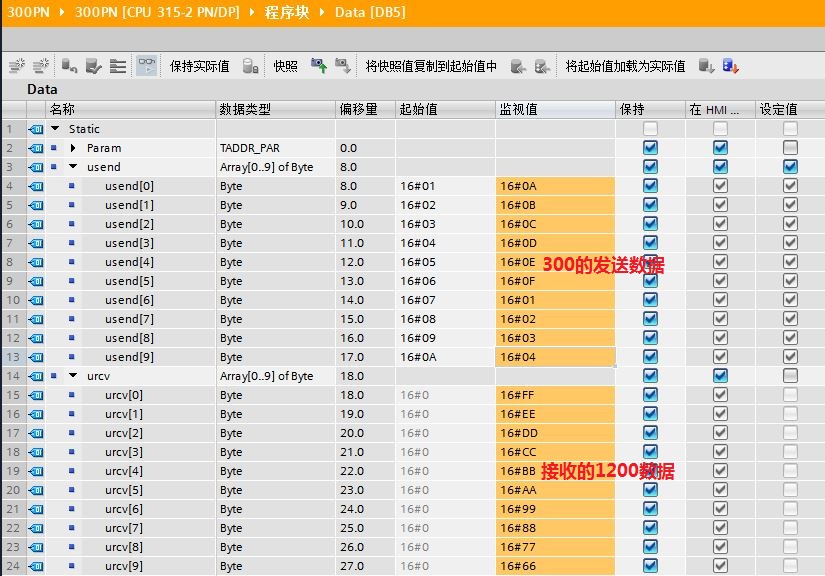 300PN ▸ 300PN [CPU 315-2 PN/DP] ▸ 程序块 ▸ Data [DB5]
保持实际值 快照 将快照值复制到起始值中 将起始值加载为实际值
Data
名称 数据类型 偏移量 起始值 监视值 保持 在 HMI ... 设定值
1 Static
2 Param TADDR_PAR 0.0
3 usend Array[0..9] of Byte 8.0
4 usend[0] Byte 8.0 16#01 16#0A
5 usend[1] Byte 9.0 16#02 16#0B
6 usend[2] Byte 10.0 16#03 16#0C
7 usend[3] Byte 11.0 16#04 16#0D
8 usend[4] Byte 12.0 16#05 16#0E 300的发送数据
9 usend[5] Byte 13.0 16#06 16#0F
10 usend[6] Byte 14.0 16#07 16#01
11 usend[7] Byte 15.0 16#08 16#02
12 usend[8] Byte 16.0 16#09 16#03
13 usend[9] Byte 17.0 16#0A 16#04
14 urcv Array[0..9] of Byte 18.0
15 urcv[0] Byte 18.0 16#0 16#FF
16 urcv[1] Byte 19.0 16#0 16#EE
17 urcv[2] Byte 20.0 16#0 16#DD
18 urcv[3] Byte 21.0 16#0 16#CC
19 urcv[4] Byte 22.0 16#0 16#BB 接收的1200数据
20 urcv[5] Byte 23.0 16#0 16#AA
21 urcv[6] Byte 24.0 16#0 16#99
22 urcv[7] Byte 25.0 16#0 16#88
23 urcv[8] Byte 26.0 16#0 16#77
24 urcv[9] Byte 27.0 16#0 16#66